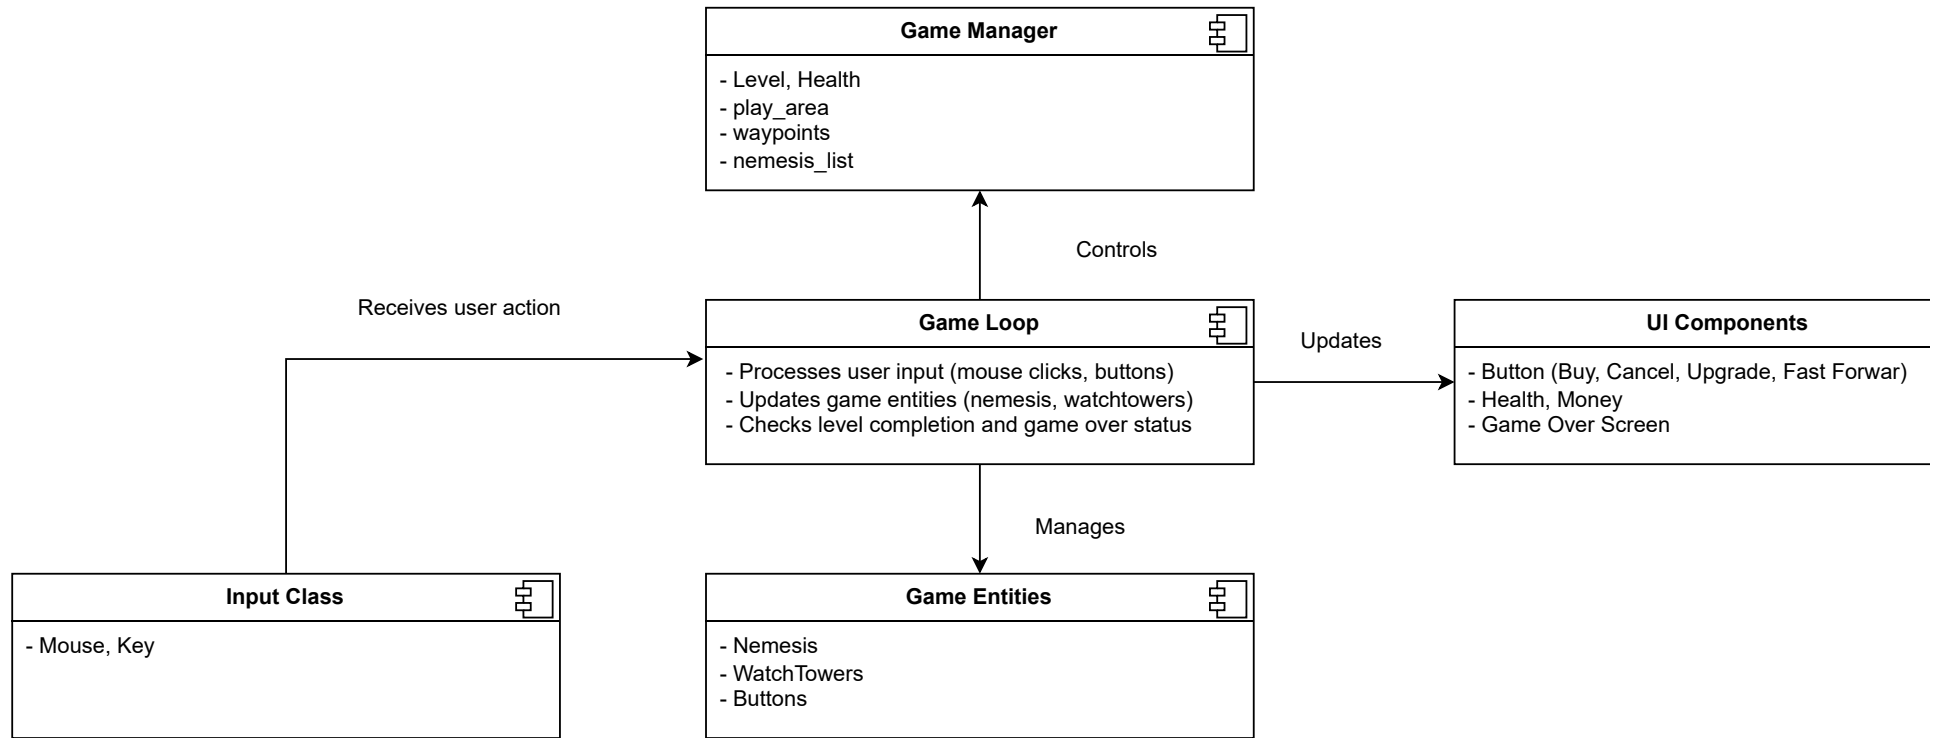 Game Manager
- Level, Health
- play_area
- waypoints
- nemesis_list
Controls
Receives user action
Game Loop
- Processes user input (mouse clicks, buttons)
- Updates game entities (nemesis, watchtowers)
- Checks level completion and game over status
Updates
UI Components
- Button (Buy, Cancel, Upgrade, Fast Forwar)
- Health, Money
- Game Over Screen
Manages
Input Class
- Mouse, Key
Game Entities
- Nemesis
- WatchTowers
- Buttons